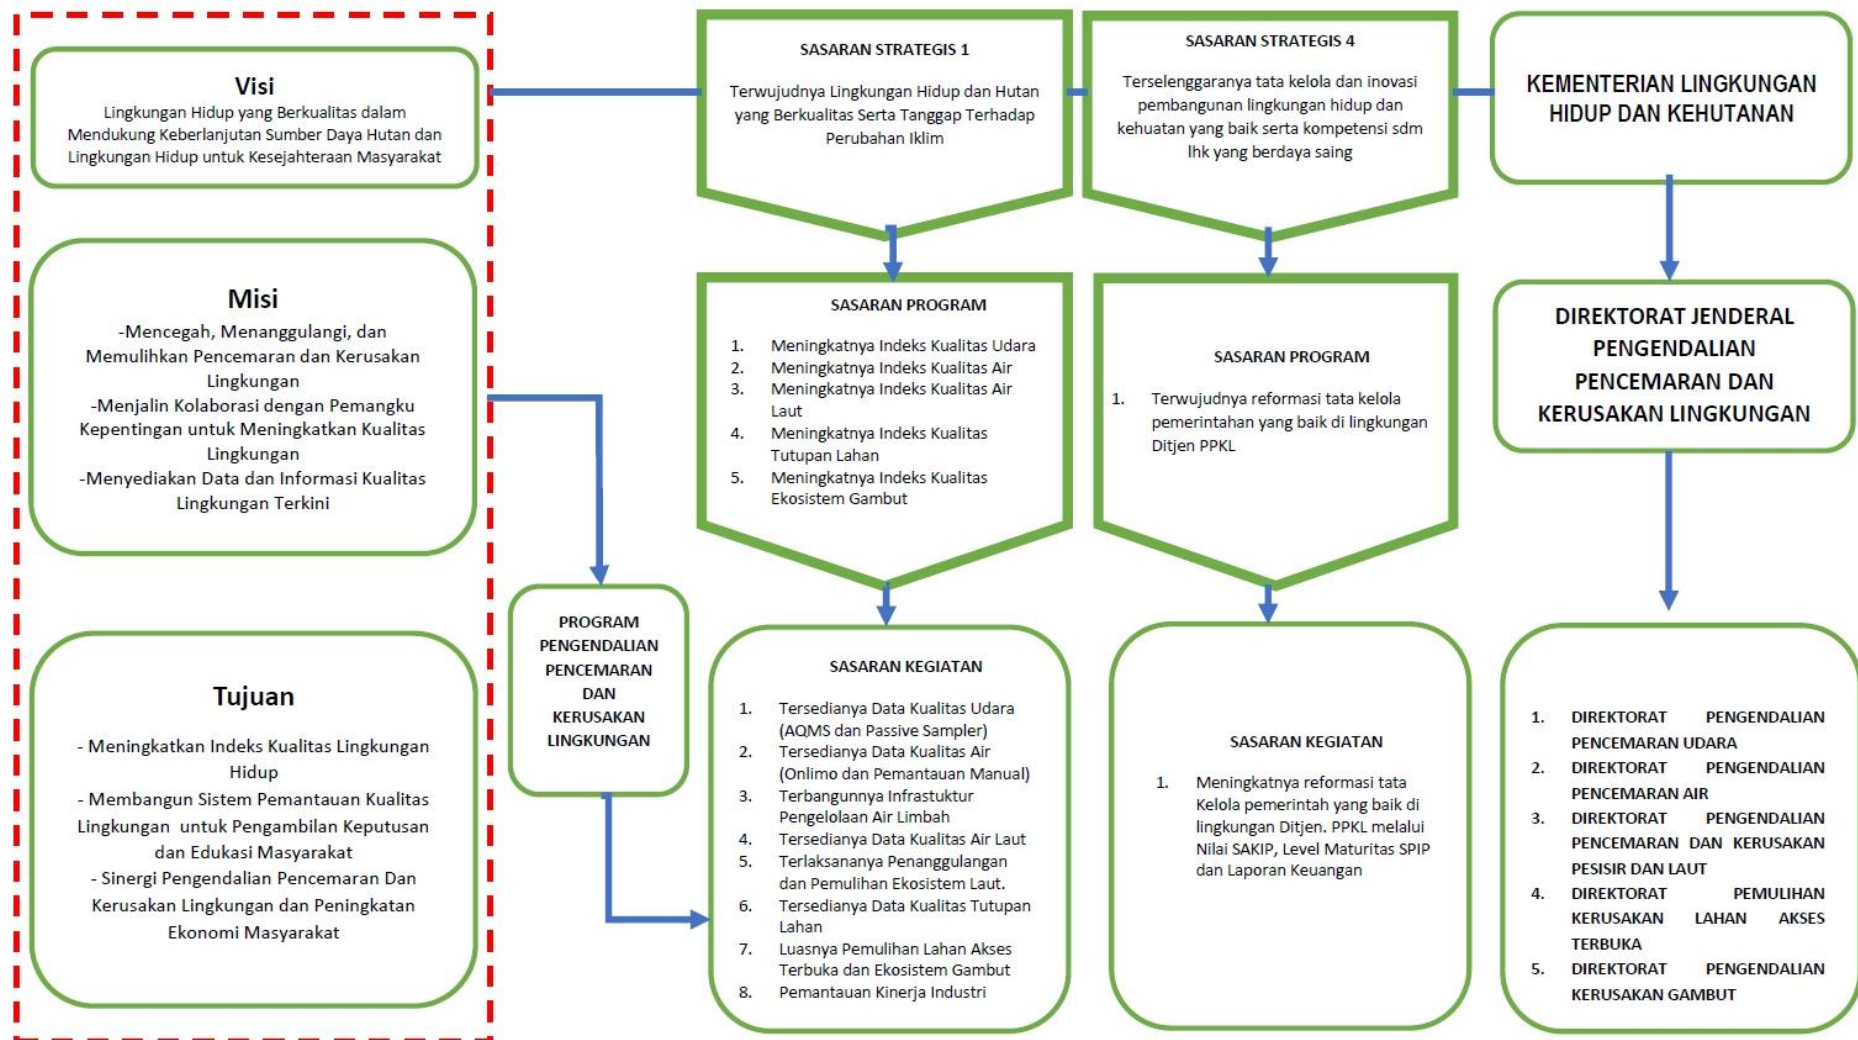 Visi
Lingkungan Hidup yang Berkualitas dalam
Mendukung Keberlanjutan Sumber Daya Hutan dan
Lingkungan Hidup untuk Kesejahteraan Masyarakat
Misi
-Mencegah, Menanggulangi, dan
Memulihkan Pencemaran dan Kerusakan
Lingkungan
-Menjalin Kolaborasi dengan Pemangku
Kepentingan untuk Meningkatkan Kualitas
Lingkungan
-Menyediakan Data dan Informasi Kualitas
Lingkungan Terkini
Tujuan
- Meningkatkan Indeks Kualitas Lingkungan
Hidup
- Membangun Sistem Pemantauan Kualitas
Lingkungan untuk Pengambilan Keputusan
dan Edukasi Masyarakat
- Sinergi Pengendalian Pencemaran Dan
Kerusakan Lingkungan dan Peningkatan
Ekonomi Masyarakat
PROGRAM
PENGENDALIAN
PENCEMARAN
DAN
KERUSAKAN
LINGKUNGAN
SASARAN STRATEGIS 1
Terwujudnya Lingkungan Hidup dan Hutan
yang Berkualitas Serta Tanggap Terhadap
Perubahan Iklim
SASARAN PROGRAM
1. Meningkatnya Indeks Kualitas Udara
2. Meningkatnya Indeks Kualitas Air
3. Meningkatnya Indeks Kualitas Air
Laut
4. Meningkatnya Indeks Kualitas
Tutupan Lahan
5. Meningkatnya Indeks Kualitas
Ekosistem Gambut
SASARAN KEGIATAN
1. Tersedianya Data Kualitas Udara
(AQMS dan Passive Sampler)
2. Tersedianya Data Kualitas Air
(Onlimo dan Pemantauan Manual)
3. Terbangunnya Infrastuktur
Pengelolaan Air Limbah
4. Tersedianya Data Kualitas Air Laut
5. Terlaksananya Penanggulangan
dan Pemulihan Ekosistem Laut.
6. Tersedianya Data Kualitas Tutupan
Lahan
7. Luasnya Pemulihan Lahan Akses
Terbuka dan Ekosistem Gambut
8. Pemantauan Kinerja Industri
SASARAN STRATEGIS 4
Terselenggaranya tata kelola dan inovasi
pembangunan lingkungan hidup dan
kehuatan yang baik serta kompetensi sdm
lhk yang berdaya saing
SASARAN PROGRAM
1. Terwujudnya reformasi tata kelola
pemerintahan yang baik di lingkungan
Ditjen PPKL
SASARAN KEGIATAN
1. Meningkatnya reformasi tata
Kelola pemerintah yang baik di
lingkungan Ditjen. PPKL melalui
Nilai SAKIP, Level Maturitas SPIP
dan Laporan Keuangan
KEMENTERIAN LINGKUNGAN
HIDUP DAN KEHUTANAN
DIREKTORAT JENDERAL
PENGENDALIAN
PENCEMARAN DAN
KERUSAKAN LINGKUNGAN
1. DIREKTORAT PENGENDALIAN
PENCEMARAN UDARA
2. DIREKTORAT PENGENDALIAN
PENCEMARAN AIR
3. DIREKTORAT PENGENDALIAN
PENCEMARAN DAN KERUSAKAN
PESISIR DAN LAUT
4. DIREKTORAT PEMULIHAN
KERUSAKAN LAHAN AKSES
TERBUKA
5. DIREKTORAT PENGENDALIAN
KERUSAKAN GAMBUT